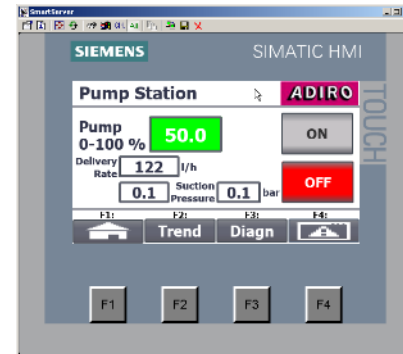 SmartServer
SIEMENS SIMATIC HMI
TOUCH
Pump Station ADIRO
Pump
0-100 % 50.0 ON
Delivery
Rate 122 l/h
OFF
0.1 Suction Pressure 0.1 bar
F1: F2: F3: F4:
Trend Diagn
F1 F2 F3 F4